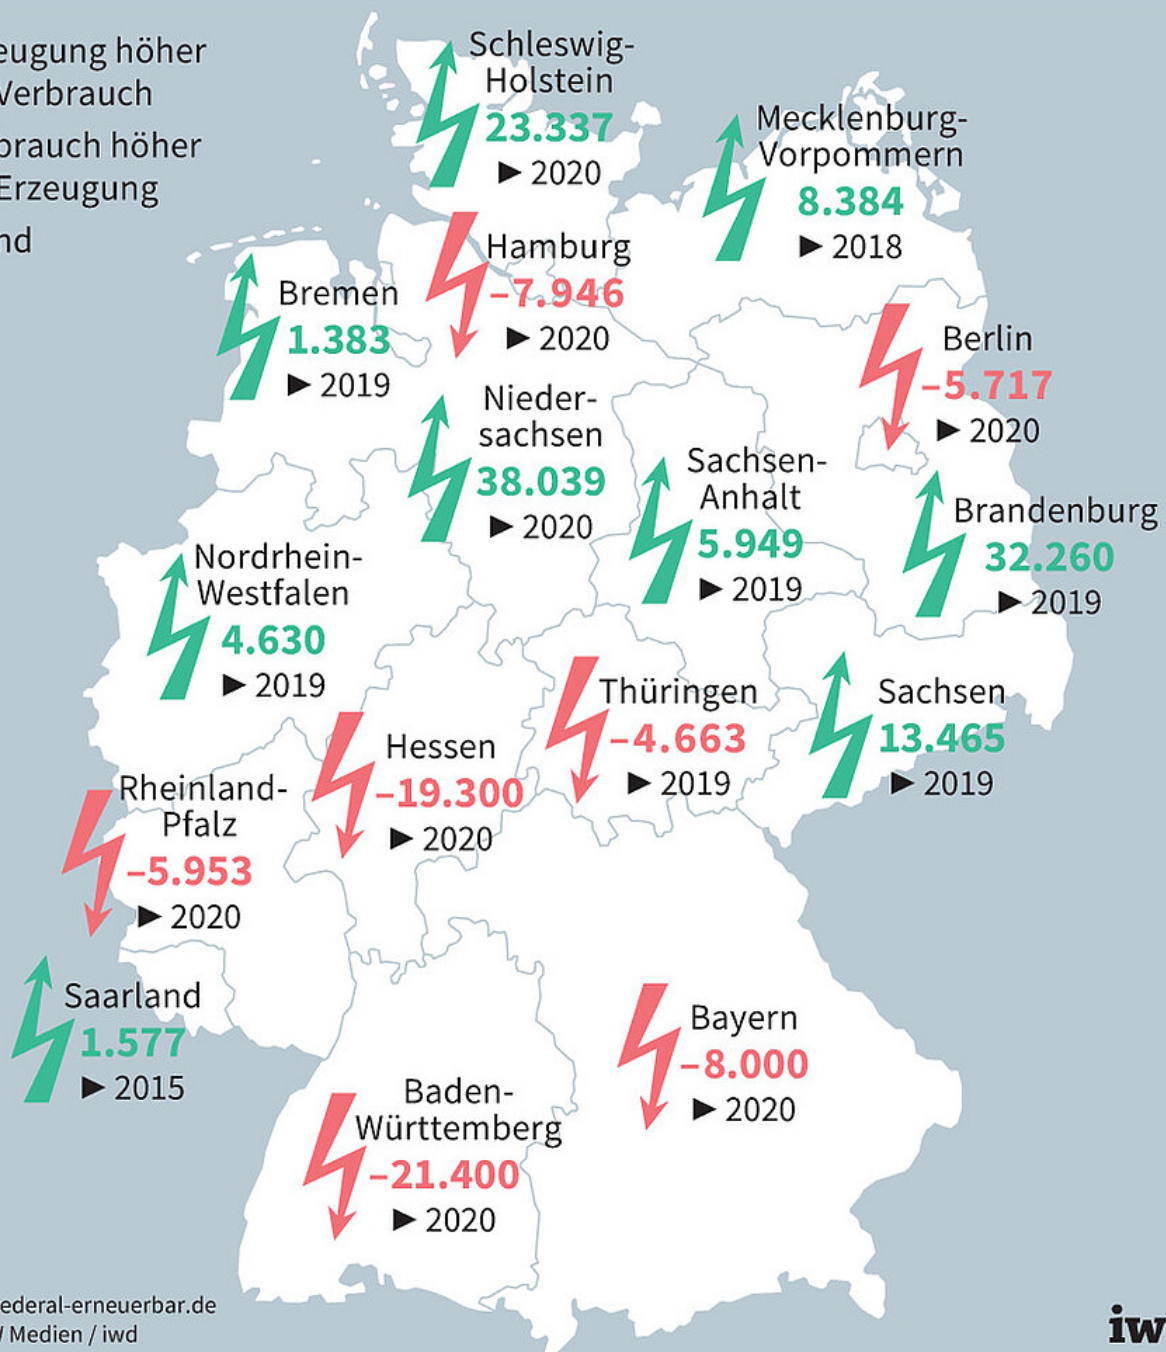 eugung höher
Verbrauch
brauch höher
Erzeugung
nd
Schleswig-
Holstein
23.337
▶ 2020
Mecklenburg-
Vorpommern
8.384
▶ 2018
Hamburg
–7.946
▶ 2020
Bremen
1.383
▶ 2019
Berlin
–5.717
▶ 2020
Nieder-
sachsen
38.039
▶ 2020
Sachsen-
Anhalt
5.949
▶ 2019
Brandenburg
32.260
▶ 2019
Nordrhein-
Westfalen
4.630
▶ 2019
Thüringen
–4.663
▶ 2019
Sachsen
13.465
▶ 2019
Hessen
–19.300
▶ 2020
Rheinland-
Pfalz
–5.953
▶ 2020
Saarland
1.577
▶ 2015
Bayern
–8.000
▶ 2020
Baden-
Württemberg
–21.400
▶ 2020
ederal-erneuerbar.de
Medien / iwd
iw